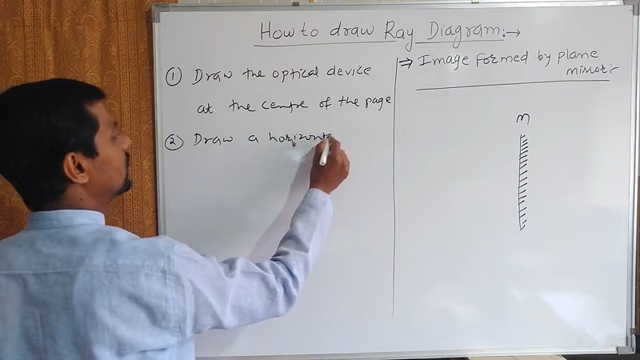 How to draw Ray Diagram:→
① Draw the optical device
at the centre of the page
② Draw a horizont
⇒ Image formed by plane
mirror:-
m